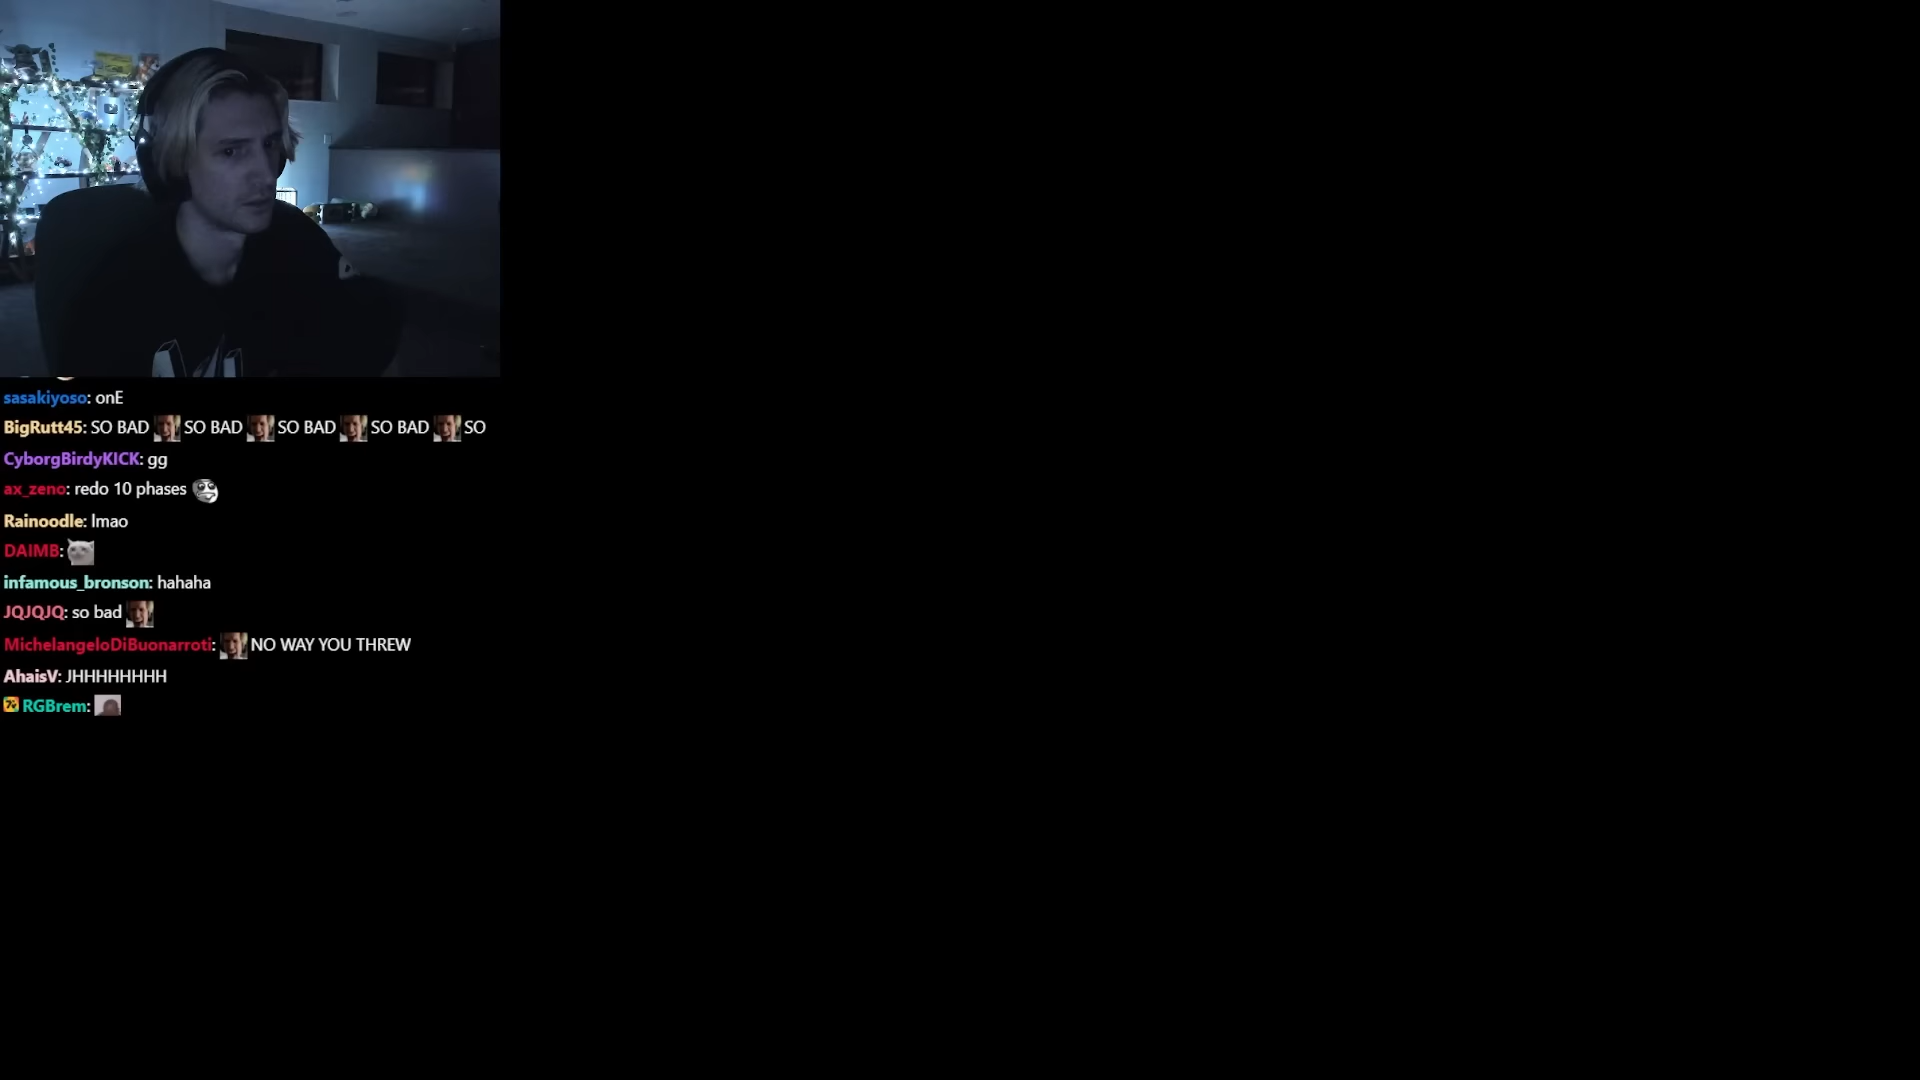 sasakiyoso: onE
BigRutt45: SO BAD SO BAD SO BAD SO BAD SO
CyborgBirdyKICK: gg
ax_zeno: redo 10 phases
Rainoodle: lmao
DAIMB:
infamous_bronson: hahaha
JQJQJQ: so bad
MichelangeloDiBuonarroti: NO WAY YOU THREW
AhaisV: JHHHHHHHH
RGBrem: